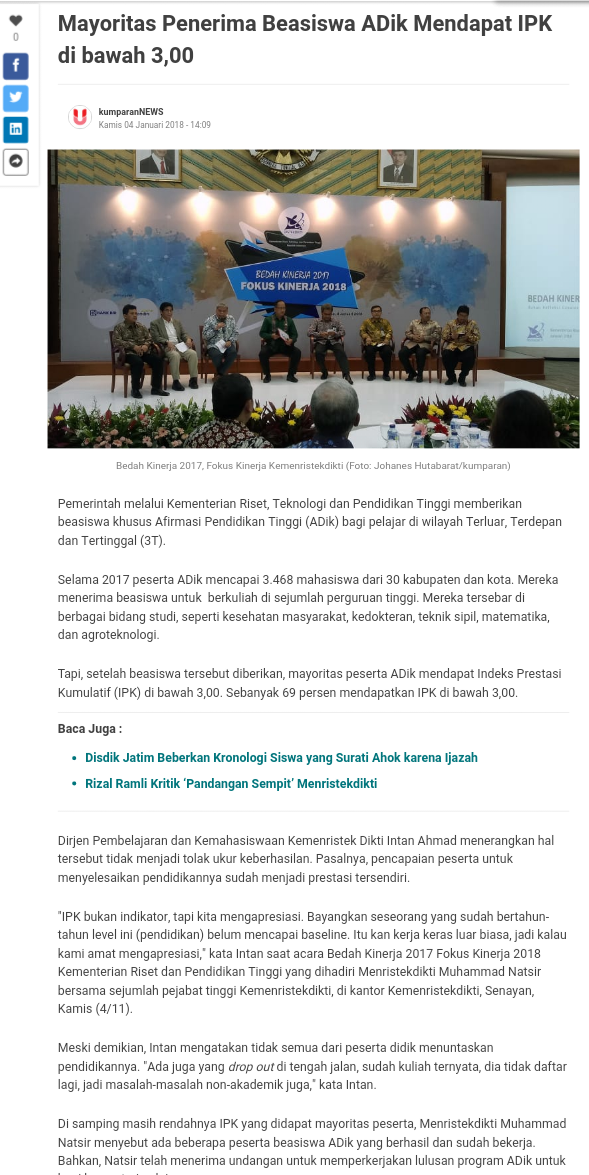 Mayoritas Penerima Beasiswa ADik Mendapat IPK
di bawah 3,00
0
kumparanNEWS
Kamis 04 Januari 2018 - 14:09
BEDAH KINERJA 2017
FOKUS KINERJA 2018
BEDAH KINER
Bedah Kinerja 2017, Fokus Kinerja Kemenristekdikti (Foto: Johanes Hutabarat/kumparan)
Pemerintah melalui Kementerian Riset, Teknologi dan Pendidikan Tinggi memberikan
beasiswa khusus Afirmasi Pendidikan Tinggi (ADik) bagi pelajar di wilayah Terluar, Terdepan
dan Tertinggal (3T).
Selama 2017 peserta ADik mencapai 3.468 mahasiswa dari 30 kabupaten dan kota. Mereka
menerima beasiswa untuk  berkuliah di sejumlah perguruan tinggi. Mereka tersebar di
berbagai bidang studi, seperti kesehatan masyarakat, kedokteran, teknik sipil, matematika,
dan agroteknologi.
Tapi, setelah beasiswa tersebut diberikan, mayoritas peserta ADik mendapat Indeks Prestasi
Kumulatif (IPK) di bawah 3,00. Sebanyak 69 persen mendapatkan IPK di bawah 3,00.
Baca Juga :
• Disdik Jatim Beberkan Kronologi Siswa yang Surati Ahok karena Ijazah
• Rizal Ramli Kritik ‘Pandangan Sempit’ Menristekdikti
Dirjen Pembelajaran dan Kemahasiswaan Kemenristek Dikti Intan Ahmad menerangkan hal
tersebut tidak menjadi tolak ukur keberhasilan. Pasalnya, pencapaian peserta untuk
menyelesaikan pendidikannya sudah menjadi prestasi tersendiri.
"IPK bukan indikator, tapi kita mengapresiasi. Bayangkan seseorang yang sudah bertahun-
tahun level ini (pendidikan) belum mencapai baseline. Itu kan kerja keras luar biasa, jadi kalau
kami amat mengapresiasi," kata Intan saat acara Bedah Kinerja 2017 Fokus Kinerja 2018
Kementerian Riset dan Pendidikan Tinggi yang dihadiri Menristekdikti Muhammad Natsir
bersama sejumlah pejabat tinggi Kemenristekdikti, di kantor Kemenristekdikti, Senayan,
Kamis (4/11).
Meski demikian, Intan mengatakan tidak semua dari peserta didik menuntaskan
pendidikannya. "Ada juga yang drop out di tengah jalan, sudah kuliah ternyata, dia tidak daftar
lagi, jadi masalah-masalah non-akademik juga," kata Intan.
Di samping masih rendahnya IPK yang didapat mayoritas peserta, Menristekdikti Muhammad
Natsir menyebut ada beberapa peserta beasiswa ADik yang berhasil dan sudah bekerja.
Bahkan, Natsir telah menerima undangan untuk memperkerjakan lulusan program ADik untuk